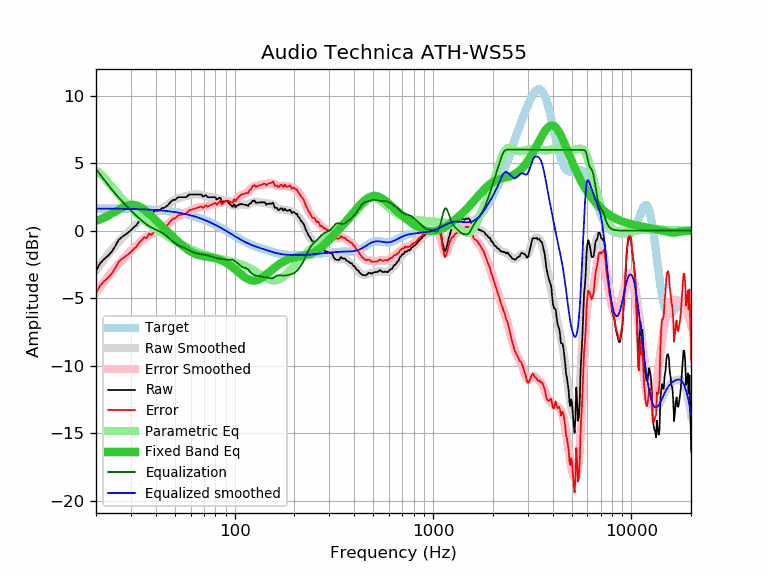 Audio Technica ATH-WS55
10
5
0
−5
−10
−15
−20
Amplitude (dBr)
Target
Raw Smoothed
Error Smoothed
Raw
Error
Parametric Eq
Fixed Band Eq
Equalization
Equalized smoothed
100 1000 10000
Frequency (Hz)